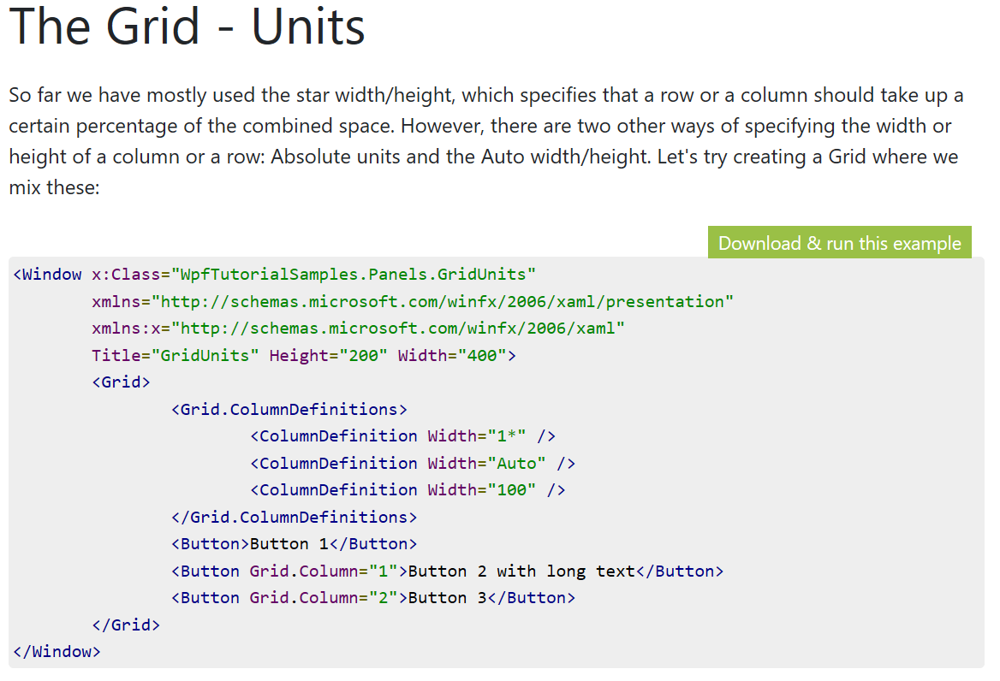 The Grid - Units
So far we have mostly used the star width/height, which specifies that a row or a column should take up a
certain percentage of the combined space. However, there are two other ways of specifying the width or
height of a column or a row: Absolute units and the Auto width/height. Let's try creating a Grid where we
mix these:
Download & run this example
<Window x:Class="WpfTutorialSamples.Panels.GridUnits"
        xmlns="http://schemas.microsoft.com/winfx/2006/xaml/presentation"
        xmlns:x="http://schemas.microsoft.com/winfx/2006/xaml"
        Title="GridUnits" Height="200" Width="400">
        <Grid>
                <Grid.ColumnDefinitions>
                        <ColumnDefinition Width="1*" />
                        <ColumnDefinition Width="Auto" />
                        <ColumnDefinition Width="100" />
                </Grid.ColumnDefinitions>
                <Button>Button 1</Button>
                <Button Grid.Column="1">Button 2 with long text</Button>
                <Button Grid.Column="2">Button 3</Button>
        </Grid>
</Window>